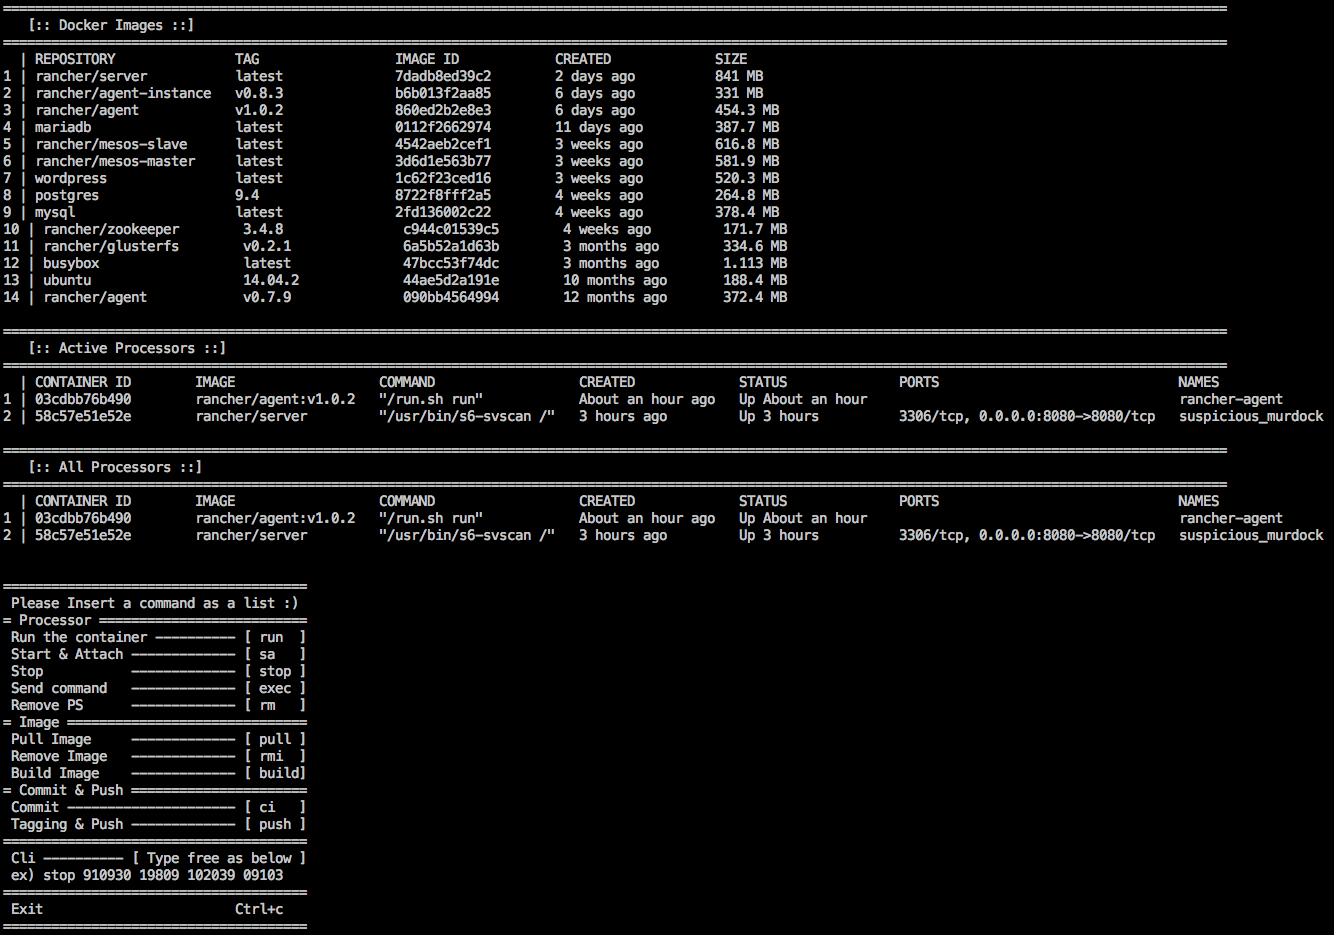 ================================================================================
[:: Docker Images ::]
================================================================================
| REPOSITORY TAG IMAGE ID CREATED SIZE
1 | rancher/server latest 7dadb8ed39c2 2 days ago 841 MB
2 | rancher/agent-instance v0.8.3 b6b013f2aa85 6 days ago 331 MB
3 | rancher/agent v1.0.2 860ed2b2e8e3 6 days ago 454.3 MB
4 | mariadb latest 0112f2662974 11 days ago 387.7 MB
5 | rancher/mesos-slave latest 4542aeb2cef1 3 weeks ago 616.8 MB
6 | rancher/mesos-master latest 3d6d1e563b77 3 weeks ago 581.9 MB
7 | wordpress latest 1c62f23ced16 3 weeks ago 520.3 MB
8 | postgres 9.4 8722f8fff2a5 4 weeks ago 264.8 MB
9 | mysql latest 2fd136002c22 4 weeks ago 378.4 MB
10 | rancher/zookeeper 3.4.8 c944c01539c5 4 weeks ago 171.7 MB
11 | rancher/glusterfs v0.2.1 6a5b52a1d63b 3 months ago 334.6 MB
12 | busybox latest 47bcc53f74dc 3 months ago 1.113 MB
13 | ubuntu 14.04.2 44ae5d2a191e 10 months ago 188.4 MB
14 | rancher/agent v0.7.9 090bb4564994 12 months ago 372.4 MB
================================================================================
[:: Active Processors ::]
================================================================================
| CONTAINER ID IMAGE COMMAND CREATED STATUS PORTS NAMES
1 | 03cdbb76b490 rancher/agent:v1.0.2 "/run.sh run" About an hour ago Up About an hour rancher-agent
2 | 58c57e51e52e rancher/server "/usr/bin/s6-svscan /" 3 hours ago Up 3 hours 3306/tcp, 0.0.0.0:8080->8080/tcp suspicious_murdock
================================================================================
[:: All Processors ::]
================================================================================
| CONTAINER ID IMAGE COMMAND CREATED STATUS PORTS NAMES
1 | 03cdbb76b490 rancher/agent:v1.0.2 "/run.sh run" About an hour ago Up About an hour rancher-agent
2 | 58c57e51e52e rancher/server "/usr/bin/s6-svscan /" 3 hours ago Up 3 hours 3306/tcp, 0.0.0.0:8080->8080/tcp suspicious_murdock
======================================
Please Insert a command as a list :)
= Processor ==========================
Run the container ---------- [ run ]
Start & Attach ------------- [ sa ]
Stop ------------- [ stop ]
Send command ------------- [ exec ]
Remove PS ------------- [ rm ]
= Image ==============================
Pull Image ------------- [ pull ]
Remove Image ------------- [ rmi ]
Build Image ------------- [ build]
= Commit & Push ======================
Commit --------------------- [ ci ]
Tagging & Push ------------- [ push ]
======================================
Cli ---------- [ Type free as below ]
ex) stop 910930 19809 102039 09103
======================================
Exit Ctrl+c
======================================